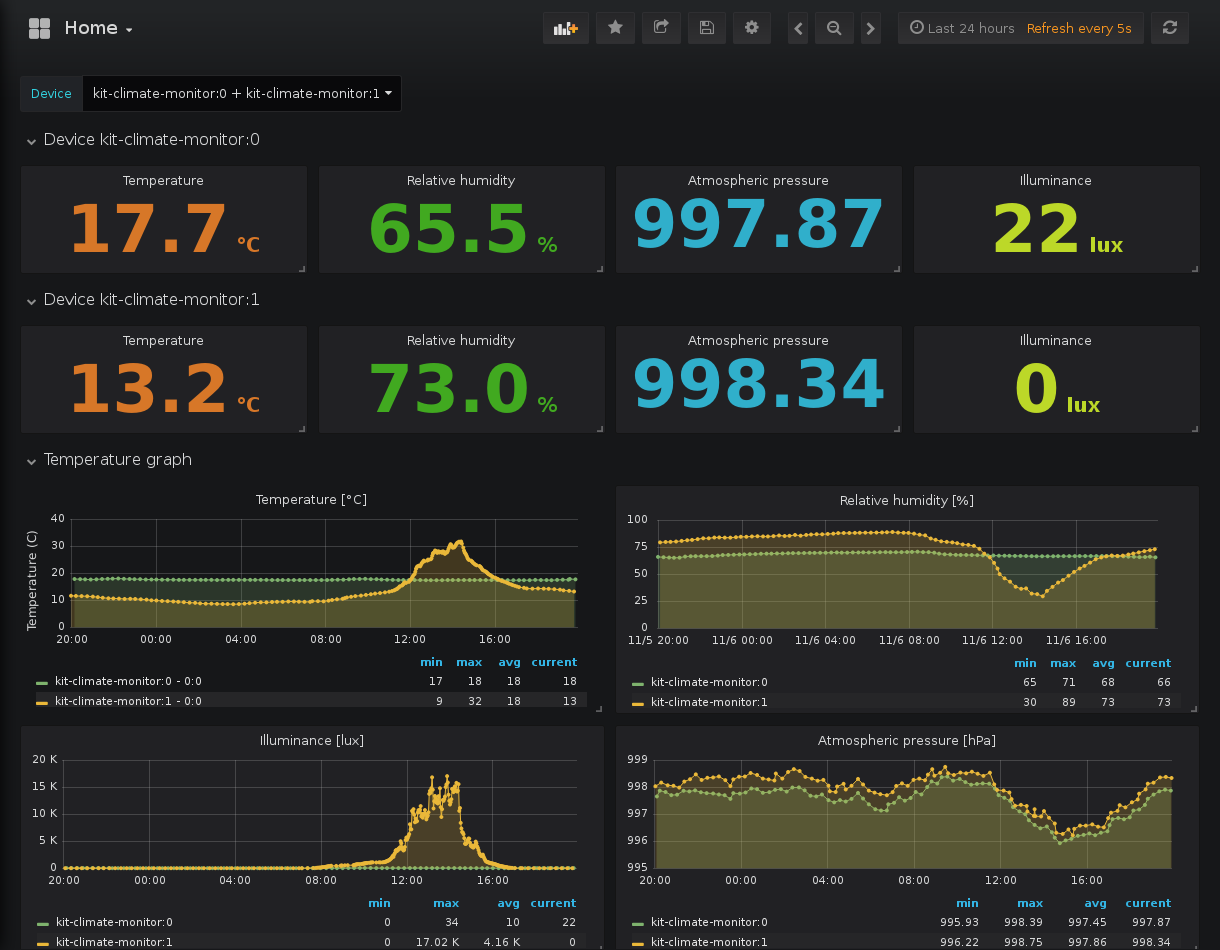 Home
Last 24 hours Refresh every 5s
Device kit-climate-monitor:0 + kit-climate-monitor:1
Device kit-climate-monitor:0
Temperature Relative humidity Atmospheric pressure Illuminance
17.7 °C 65.5 % 997.87 22 lux
Device kit-climate-monitor:1
Temperature Relative humidity Atmospheric pressure Illuminance
13.2 °C 73.0 % 998.34 0 lux
Temperature graph
Temperature [°C]
Temperature (C)
40
30
20
10
0
20:00 00:00 04:00 08:00 12:00 16:00
min max avg current
kit-climate-monitor:0 - 0:0 17 18 18 18
kit-climate-monitor:1 - 0:0 9 32 18 13
Relative humidity [%]
100
75
50
25
0
11/5 20:00 11/6 00:00 11/6 04:00 11/6 08:00 11/6 12:00 11/6 16:00
min max avg current
kit-climate-monitor:0 65 71 68 66
kit-climate-monitor:1 30 89 73 73
Illuminance [lux]
20 K
15 K
10 K
5 K
0
20:00 00:00 04:00 08:00 12:00 16:00
min max avg current
kit-climate-monitor:0 0 34 10 22
kit-climate-monitor:1 0 17.02 K 4.16 K 0
Atmospheric pressure [hPa]
999
998
997
996
995
20:00 00:00 04:00 08:00 12:00 16:00
min max avg current
kit-climate-monitor:0 995.93 998.39 997.45 997.87
kit-climate-monitor:1 996.22 998.75 997.86 998.34